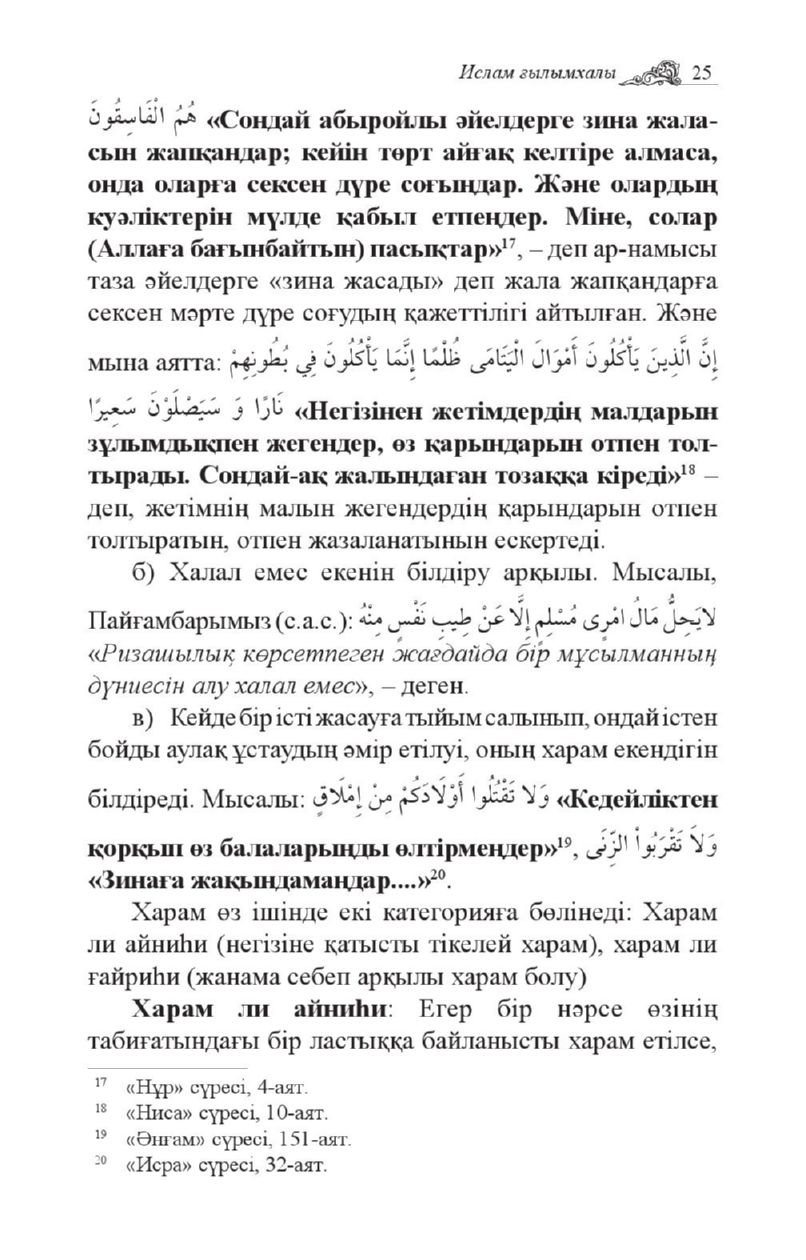 Ислам ғылымхалы 25
هُمُ الْفَاسِقُونَ «Сондай абыройлы әйелдерге зина жала-
сын жапқандар; кейін төрт айғақ келтіре алмаса,
онда оларға сексен дүре соғыңдар. Және олардың
куәліктерін мүлде қабыл етпеңдер. Міне, солар
(Аллаға бағынбайтын) пасықтар»¹⁷, – деп ар-намысы
таза әйелдерге «зина жасады» деп жала жапқандарға
сексен мәрте дүре соғудың қажеттілігі айтылған. Және
мына аятта: إِنَّ الَّذِينَ يَأْكُلُونَ أَمْوَالَ الْيَتَامَى ظُلْمًا إِنَّمَا يَأْكُلُونَ فِي بُطُونِهِمْ
نَارًا وَ سَيَصْلَوْنَ سَعِيرًا «Негізінен жетімдердің малдарын
зұлымдықпен жегендер, өз қарындарын отпен тол-
тырады. Сондай-ақ жалындаған тозаққа кіреді»¹⁸ –
деп, жетімнің малын жегендердің қарындарын отпен
толтыратын, отпен жазаланатынын ескертеді.
б) Халал емес екенін білдіру арқылы. Мысалы,
Пайғамбарымыз (с.а.с.): لايَحِلُّ مَالُ امْرِى مُسْلِمٍ إِلَّا عَنْ طِيبِ نَفْسٍ مِنْهُ
«Ризашылық көрсетпеген жағдайда бір мұсылманның
дүниесін алу халал емес», – деген.
в) Кейде бір істі жасауға тыйым салынып, ондай істен
бойды аулақ ұстаудың әмір етілуі, оның харам екендігін
білдіреді. Мысалы: وَلا تَقْتُلُوا أَوْلَادَكُمْ مِنْ إِمْلَاقٍ «Кедейліктен
қорқып өз балаларыңды өлтірмеңдер»¹⁹, وَلاَ تَقْرَبُواْ الزِّنَى
«Зинаға жақындамаңдар....»²⁰.
Харам өз ішінде екі категорияға бөлінеді: Харам
ли айниһи (негізіне қатысты тікелей харам), харам ли
ғайриһи (жанама себеп арқылы харам болу)
Харам ли айниһи: Егер бір нәрсе өзінің
табиғатындағы бір ластыққа байланысты харам етілсе,
¹⁷ «Нұр» сүресі, 4-аят.
¹⁸ «Ниса» сүресі, 10-аят.
¹⁹ «Әнғам» сүресі, 151-аят.
²⁰ «Исра» сүресі, 32-аят.